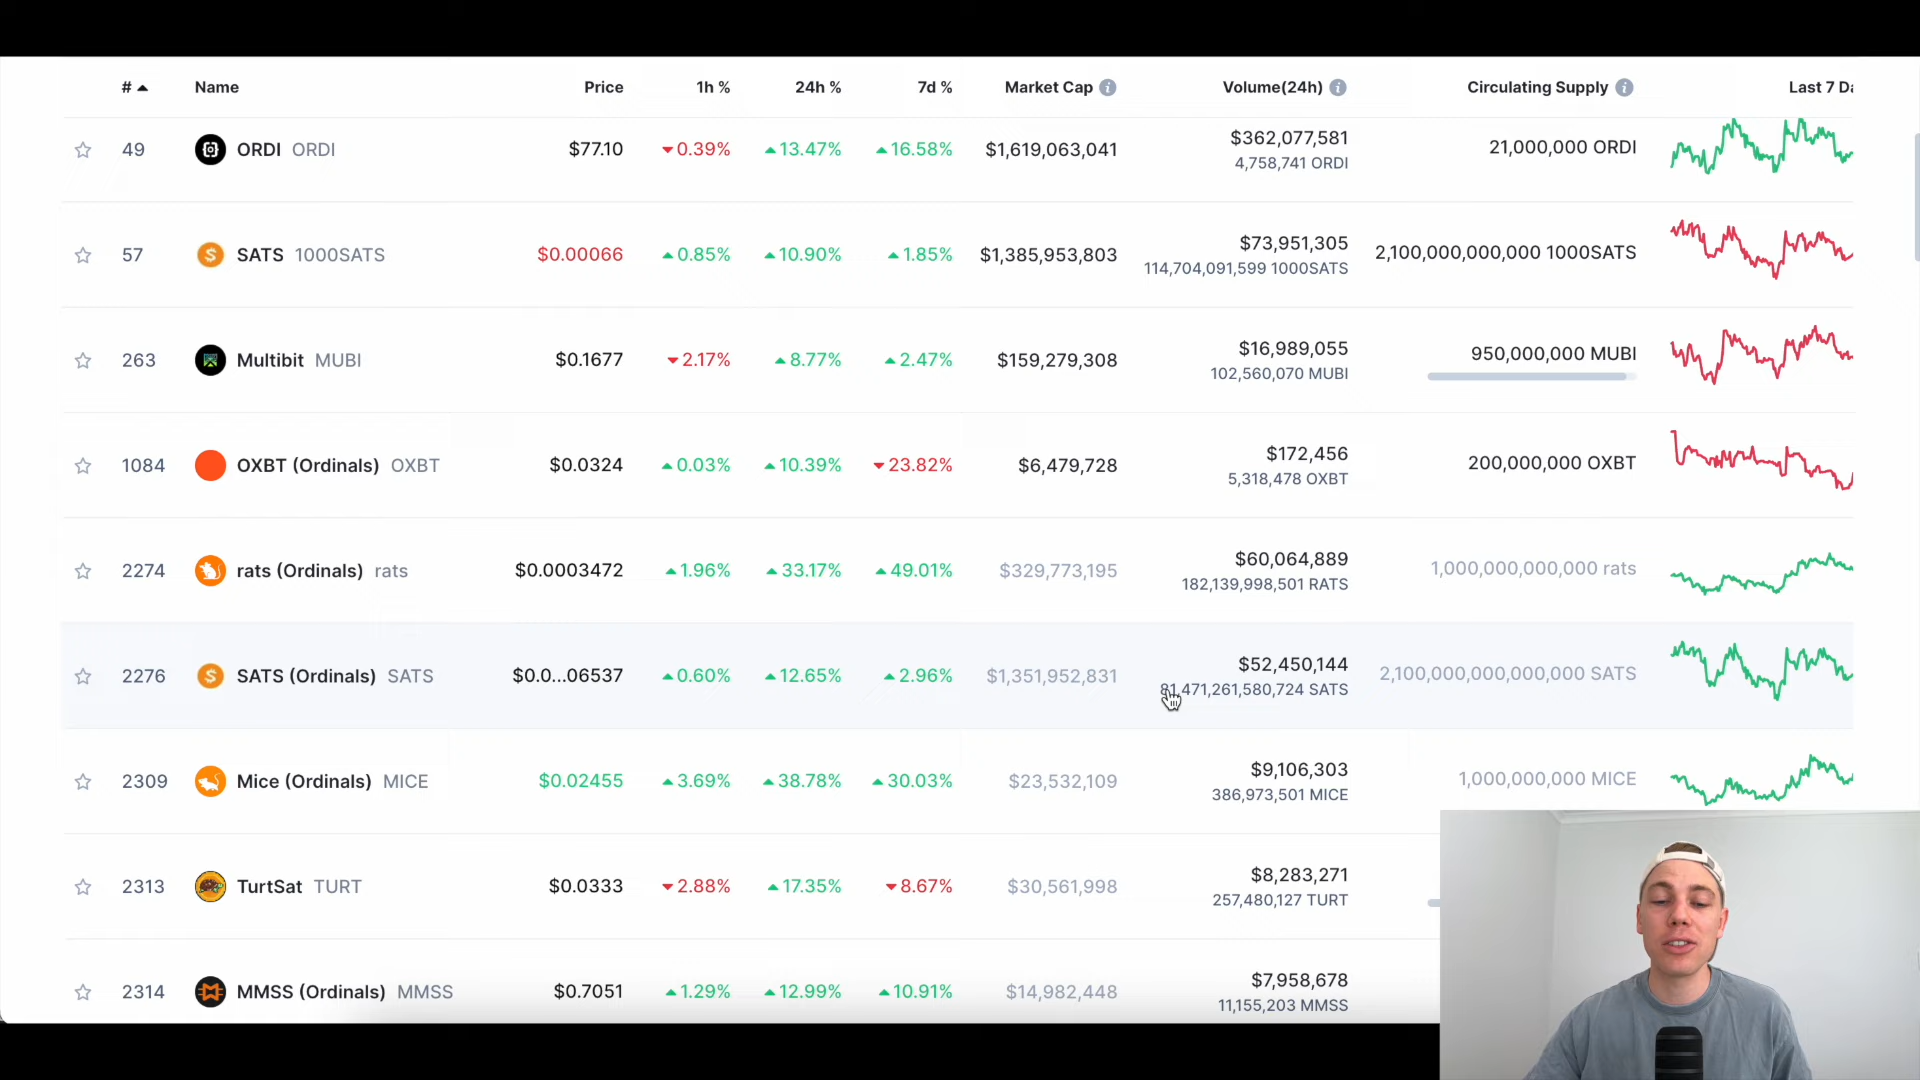 # Name Price 1h % 24h % 7d % Market Cap Volume(24h) Circulating Supply Last 7 Da
49 ORDI ORDI $77.10 0.39% 13.47% 16.58% $1,619,063,041 $362,077,581 21,000,000 ORDI
4,758,741 ORDI
57 SATS 1000SATS $0.00066 0.85% 10.90% 1.85% $1,385,953,803 $73,951,305 2,100,000,000,000 1000SATS
114,704,091,599 1000SATS
263 Multibit MUBI $0.1677 2.17% 8.77% 2.47% $159,279,308 $16,989,055 950,000,000 MUBI
102,560,070 MUBI
1084 OXBT (Ordinals) OXBT $0.0324 0.03% 10.39% 23.82% $6,479,728 $172,456 200,000,000 OXBT
5,318,478 OXBT
2274 rats (Ordinals) rats $0.0003472 1.96% 33.17% 49.01% $329,773,195 $60,064,889 1,000,000,000,000 rats
182,139,998,501 RATS
2276 SATS (Ordinals) SATS $0.0...06537 0.60% 12.65% 2.96% $1,351,952,831 $52,450,144 2,100,000,000,000,000 SATS
81,471,261,580,724 SATS
2309 Mice (Ordinals) MICE $0.02455 3.69% 38.78% 30.03% $23,532,109 $9,106,303 1,000,000,000 MICE
386,973,501 MICE
2313 TurtSat TURT $0.0333 2.88% 17.35% 8.67% $30,561,998 $8,283,271
257,480,127 TURT
2314 MMSS (Ordinals) MMSS $0.7051 1.29% 12.99% 10.91% $14,982,448 $7,958,678
11,155,203 MMSS